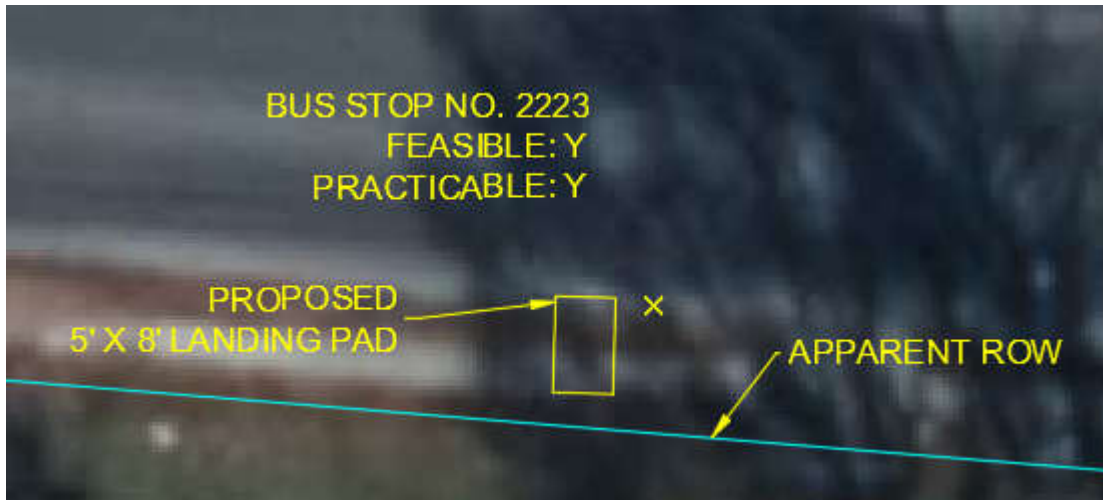 BUS STOP NO. 2223
FEASIBLE: Y
PRACTICABLE: Y
PROPOSED
5' X 8' LANDING PAD
APPARENT ROW